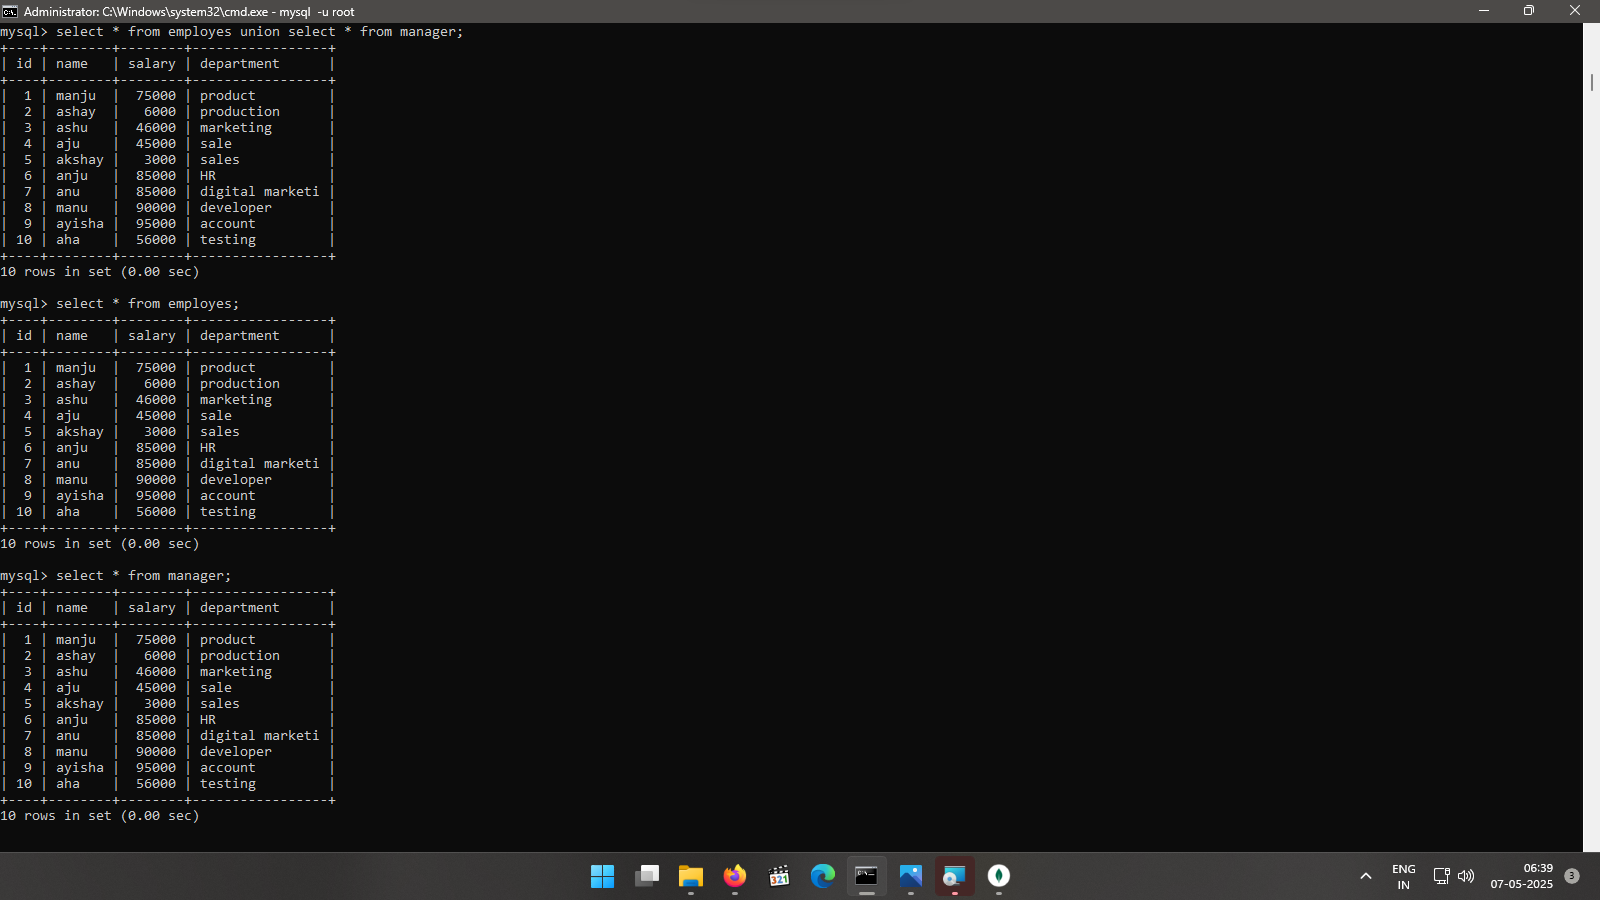 Administrator: C:\Windows\system32\cmd.exe - mysql  -u root
mysql> select * from employes union select * from manager;
+----+--------+--------+-----------------+
| id | name   | salary | department      |
+----+--------+--------+-----------------+
|  1 | manju  |  75000 | product         |
|  2 | ashay  |   6000 | production      |
|  3 | ashu   |  46000 | marketing       |
|  4 | aju    |  45000 | sale            |
|  5 | akshay |   3000 | sales           |
|  6 | anju   |  85000 | HR              |
|  7 | anu    |  85000 | digital marketi |
|  8 | manu   |  90000 | developer       |
|  9 | ayisha |  95000 | account         |
| 10 | aha    |  56000 | testing         |
+----+--------+--------+-----------------+
10 rows in set (0.00 sec)
mysql> select * from employes;
+----+--------+--------+-----------------+
| id | name   | salary | department      |
+----+--------+--------+-----------------+
|  1 | manju  |  75000 | product         |
|  2 | ashay  |   6000 | production      |
|  3 | ashu   |  46000 | marketing       |
|  4 | aju    |  45000 | sale            |
|  5 | akshay |   3000 | sales           |
|  6 | anju   |  85000 | HR              |
|  7 | anu    |  85000 | digital marketi |
|  8 | manu   |  90000 | developer       |
|  9 | ayisha |  95000 | account         |
| 10 | aha    |  56000 | testing         |
+----+--------+--------+-----------------+
10 rows in set (0.00 sec)
mysql> select * from manager;
+----+--------+--------+-----------------+
| id | name   | salary | department      |
+----+--------+--------+-----------------+
|  1 | manju  |  75000 | product         |
|  2 | ashay  |   6000 | production      |
|  3 | ashu   |  46000 | marketing       |
|  4 | aju    |  45000 | sale            |
|  5 | akshay |   3000 | sales           |
|  6 | anju   |  85000 | HR              |
|  7 | anu    |  85000 | digital marketi |
|  8 | manu   |  90000 | developer       |
|  9 | ayisha |  95000 | account         |
| 10 | aha    |  56000 | testing         |
+----+--------+--------+-----------------+
10 rows in set (0.00 sec)
321
ENG
IN
06:39
07-05-2025
3